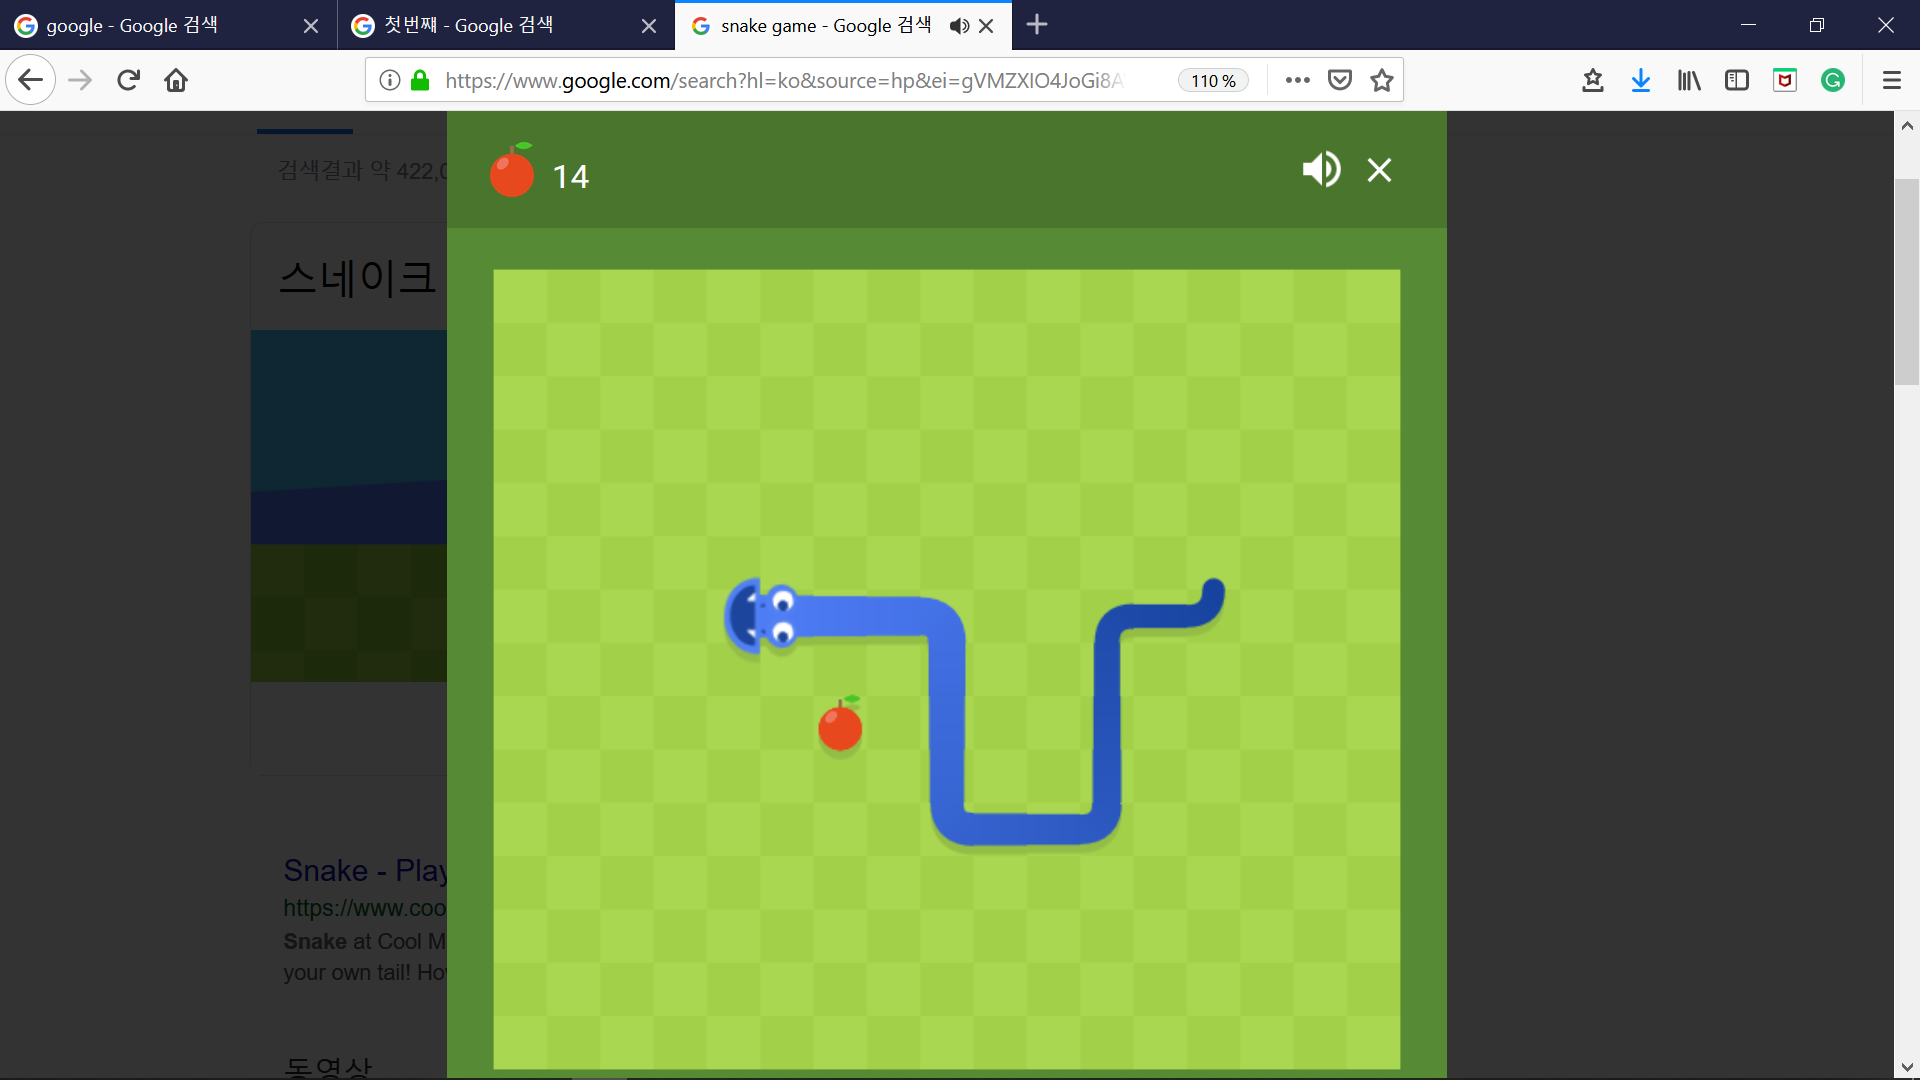 google - Google 검색
첫번째 - Google 검색
snake game - Google 검색
https://www.google.com/search?hl=ko&source=hp&ei=gVMZXIO4JoGi8A
110 %
14
검색결과 약 422,0
스네이크
Snake - Play
https://www.coo
Snake at Cool M
your own tail! Ho
동영상